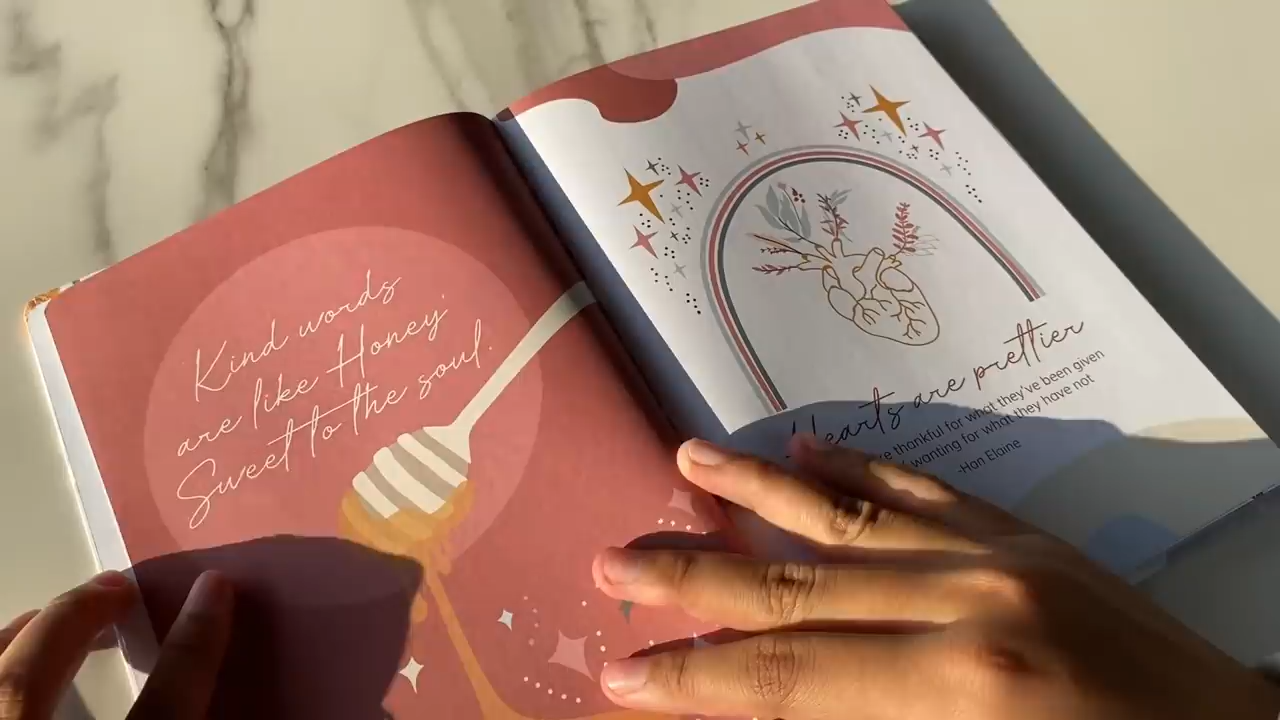 Kind words
are like Honey
Sweet to the soul.
Hearts are prettier
thankful for what they've been given
wanting for what they have not
-Han Elaine